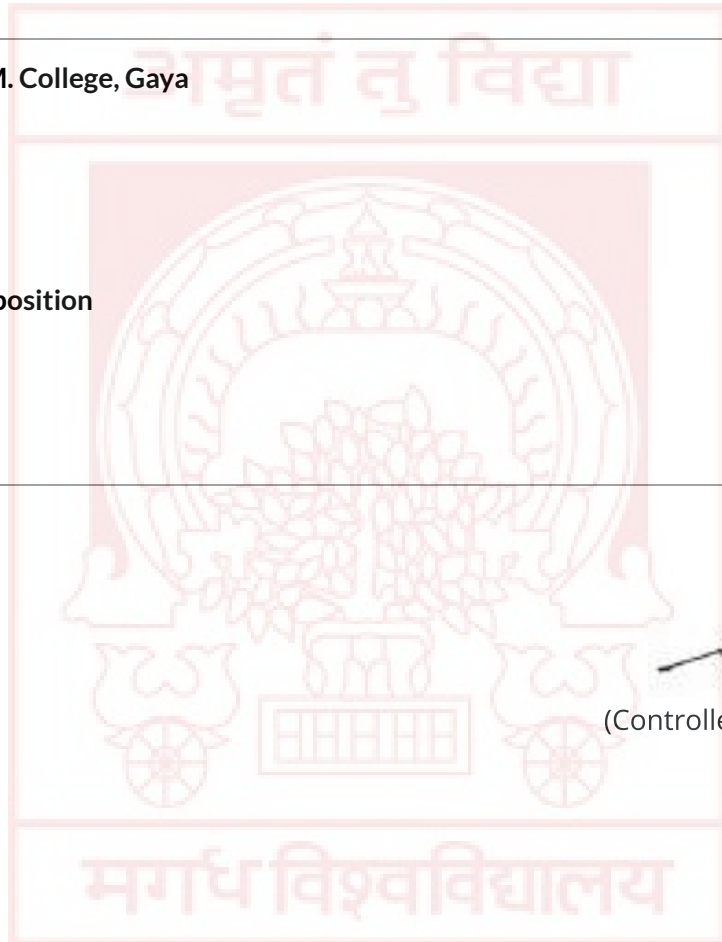 अमृतं तु विद्या
M. College, Gaya
position
(Controlle
मगध विश्वविद्यालय